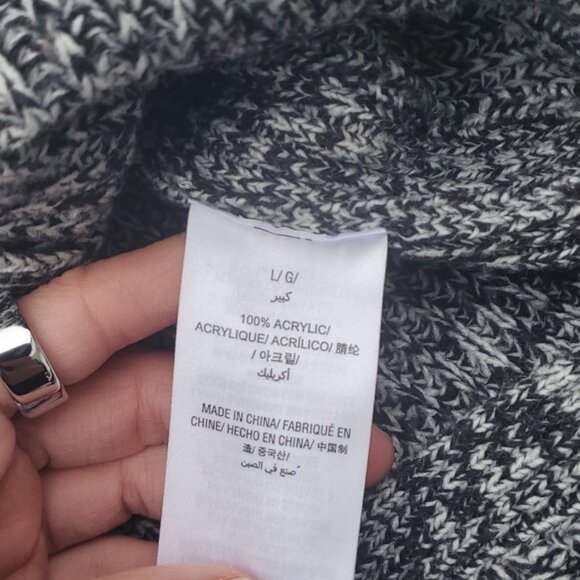 L/ G/
كبير
100% ACRYLIC/
ACRYLIQUE/ ACRÍLICO/ 腈纶
/ 아크릴/
أكريليك
MADE IN CHINA/ FABRIQUÉ EN
CHINE/ HECHO EN CHINA/ 中国制
造/ 중국산/
صنع في الصين